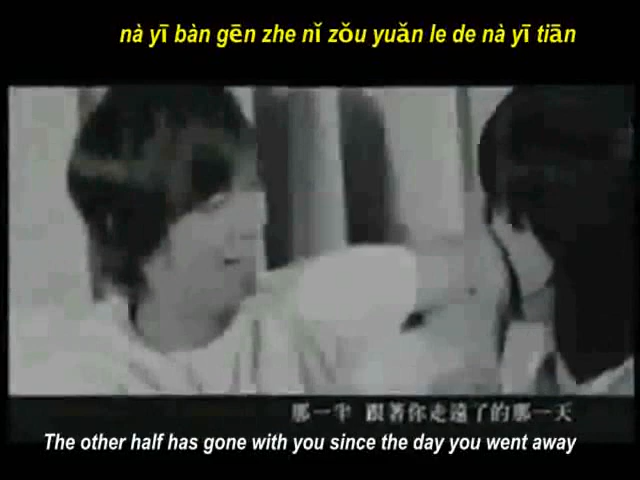 nà yī bàn gēn zhe nǐ zǒu yuǎn le de nà yī tiān
那一半 跟著你走遠了的那一天
The other half has gone with you since the day you went away